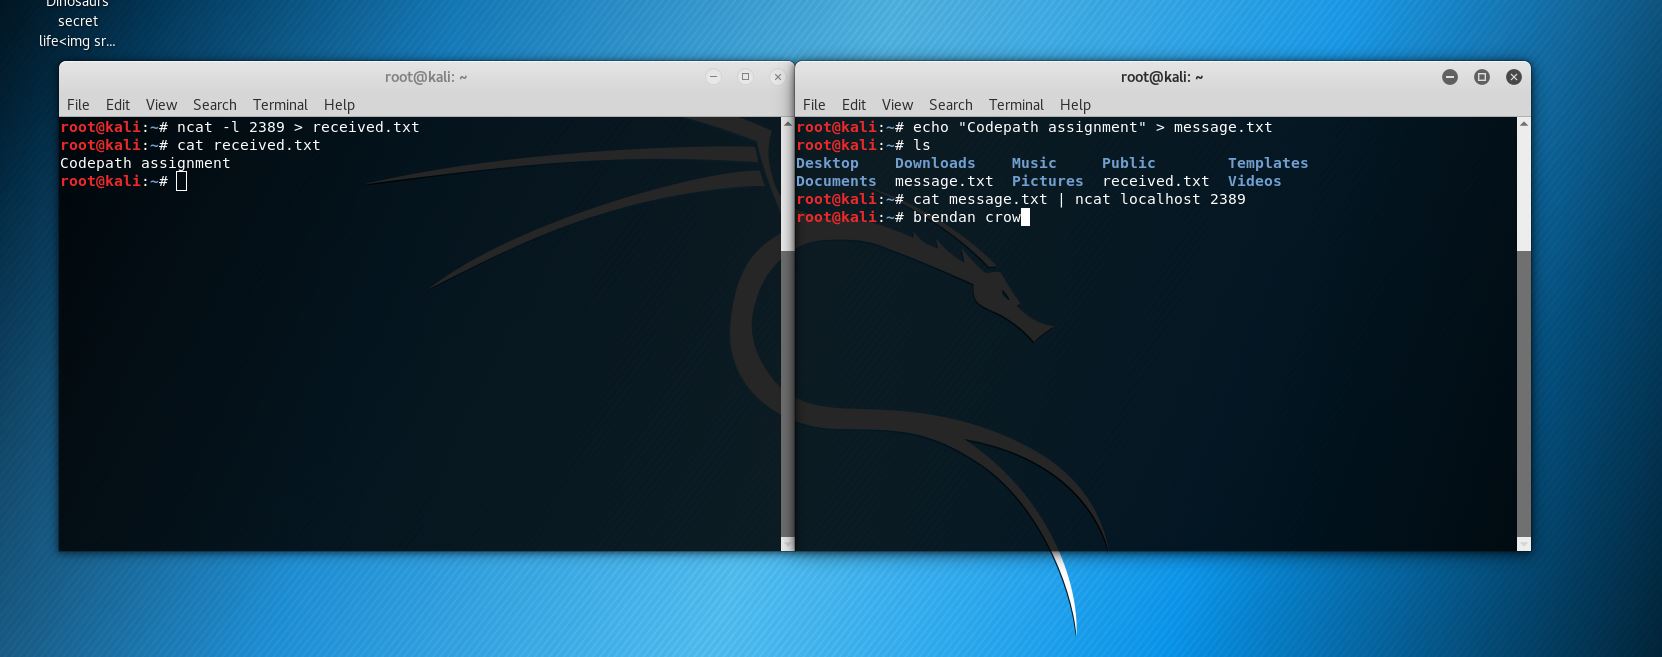 Dinosaurs
secret
life<img sr...
root@kali: ~
File Edit View Search Terminal Help
root@kali:~# ncat -l 2389 > received.txt
root@kali:~# cat received.txt
Codepath assignment
root@kali:~#
root@kali: ~
File Edit View Search Terminal Help
root@kali:~# echo "Codepath assignment" > message.txt
root@kali:~# ls
Desktop Downloads Music Public Templates
Documents message.txt Pictures received.txt Videos
root@kali:~# cat message.txt | ncat localhost 2389
root@kali:~# brendan crow